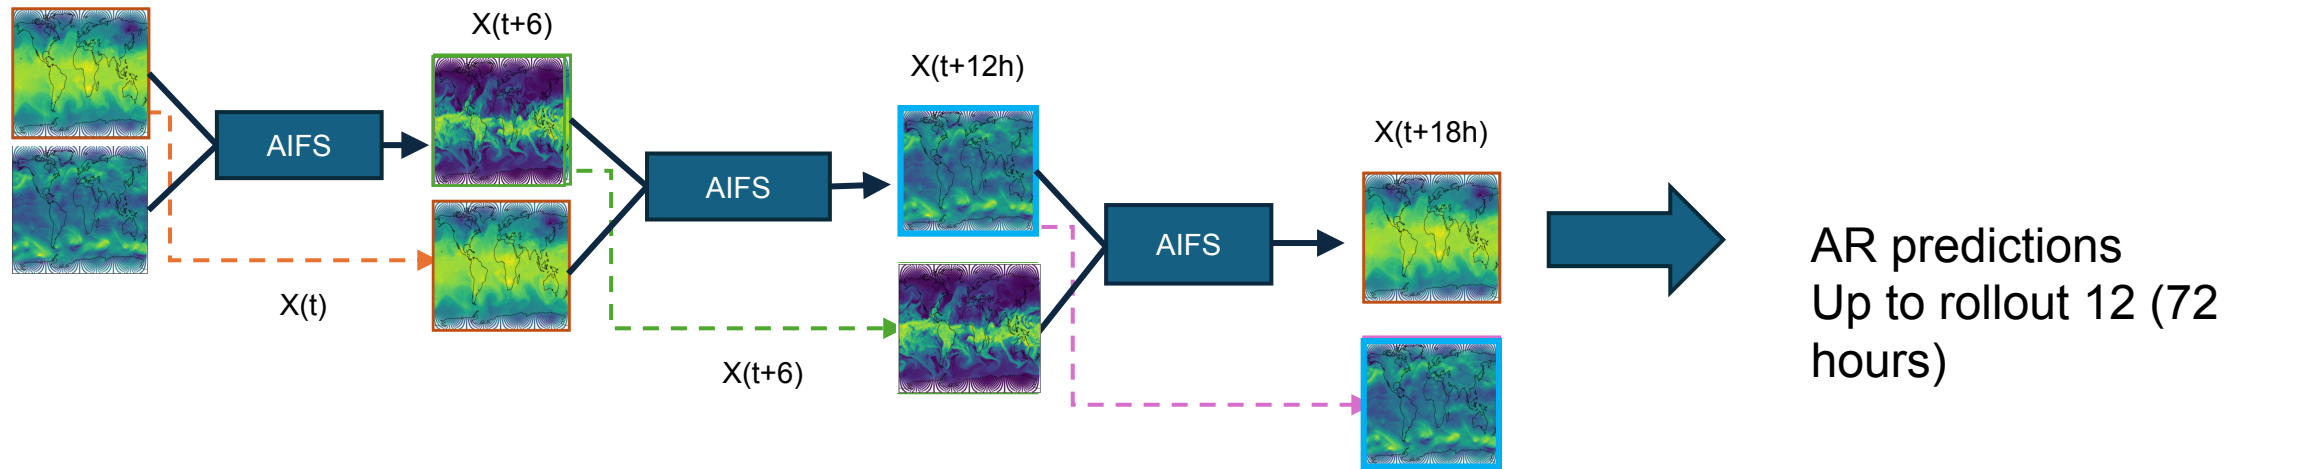 X(t+6)
X(t+12h)
X(t+18h)
AIFS
AIFS
AIFS
X(t)
X(t+6)
AR predictions
Up to rollout 12 (72
hours)